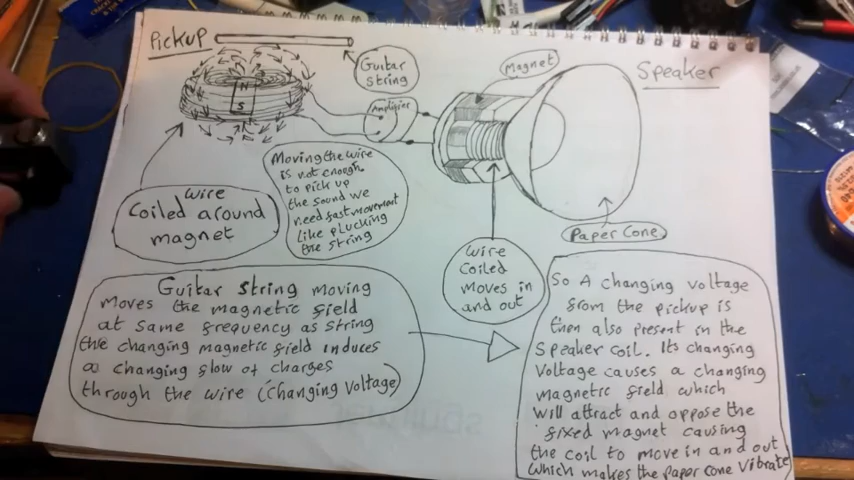 Pickup
Guitar
String
Magnet
Speaker
N
S
Amplifier
Moving the wire
is not enough
to pick up
the sound we
need fast movement
like plucking
the string
wire
Coiled around
magnet
Paper Cone
wire
Coiled
moves in
and out
Guitar String moving
moves the magnetic field
at same frequency as string
the changing magnetic field induces
a changing flow of charges
through the wire (changing voltage)
So A changing voltage
from the pickup is
then also present in the
Speaker coil. Its changing
Voltage causes a changing
magnetic field which
will attract and oppose the
fixed magnet causing
the coil to move in and out
which makes the paper cone vibrate